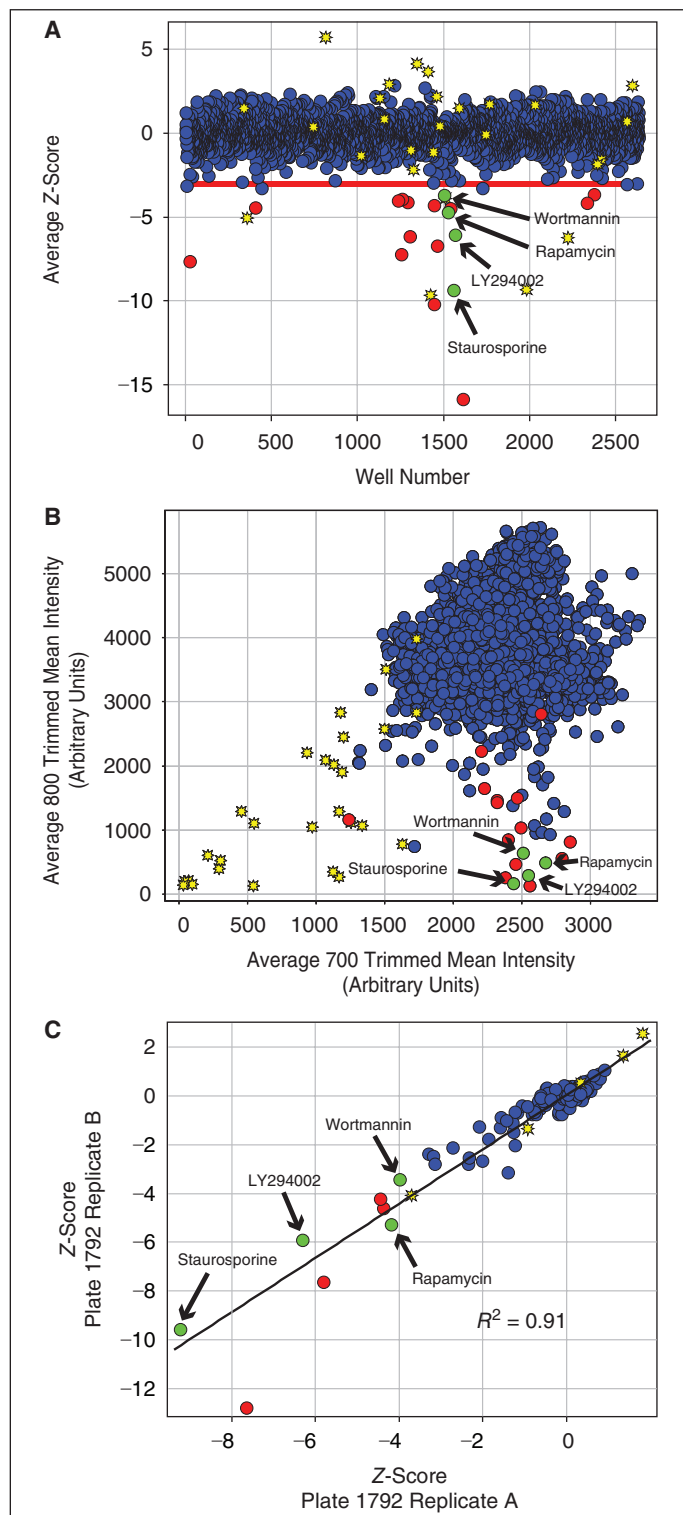 A
5
0
−5
−10
−15
Average Z-Score
Wortmannin
Rapamycin
LY294002
Staurosporine
0 500 1000 1500 2000 2500
Well Number
B
5000
4000
3000
2000
1000
0
Average 800 Trimmed Mean Intensity
(Arbitrary Units)
Wortmannin
Staurosporine
Rapamycin
LY294002
0 500 1000 1500 2000 2500 3000
Average 700 Trimmed Mean Intensity
(Arbitrary Units)
C
2
0
−2
−4
−6
−8
−10
−12
Z-Score
Plate 1792 Replicate B
Wortmannin
LY294002
Staurosporine
Rapamycin
R² = 0.91
−8 −6 −4 −2 0
Z-Score
Plate 1792 Replicate A